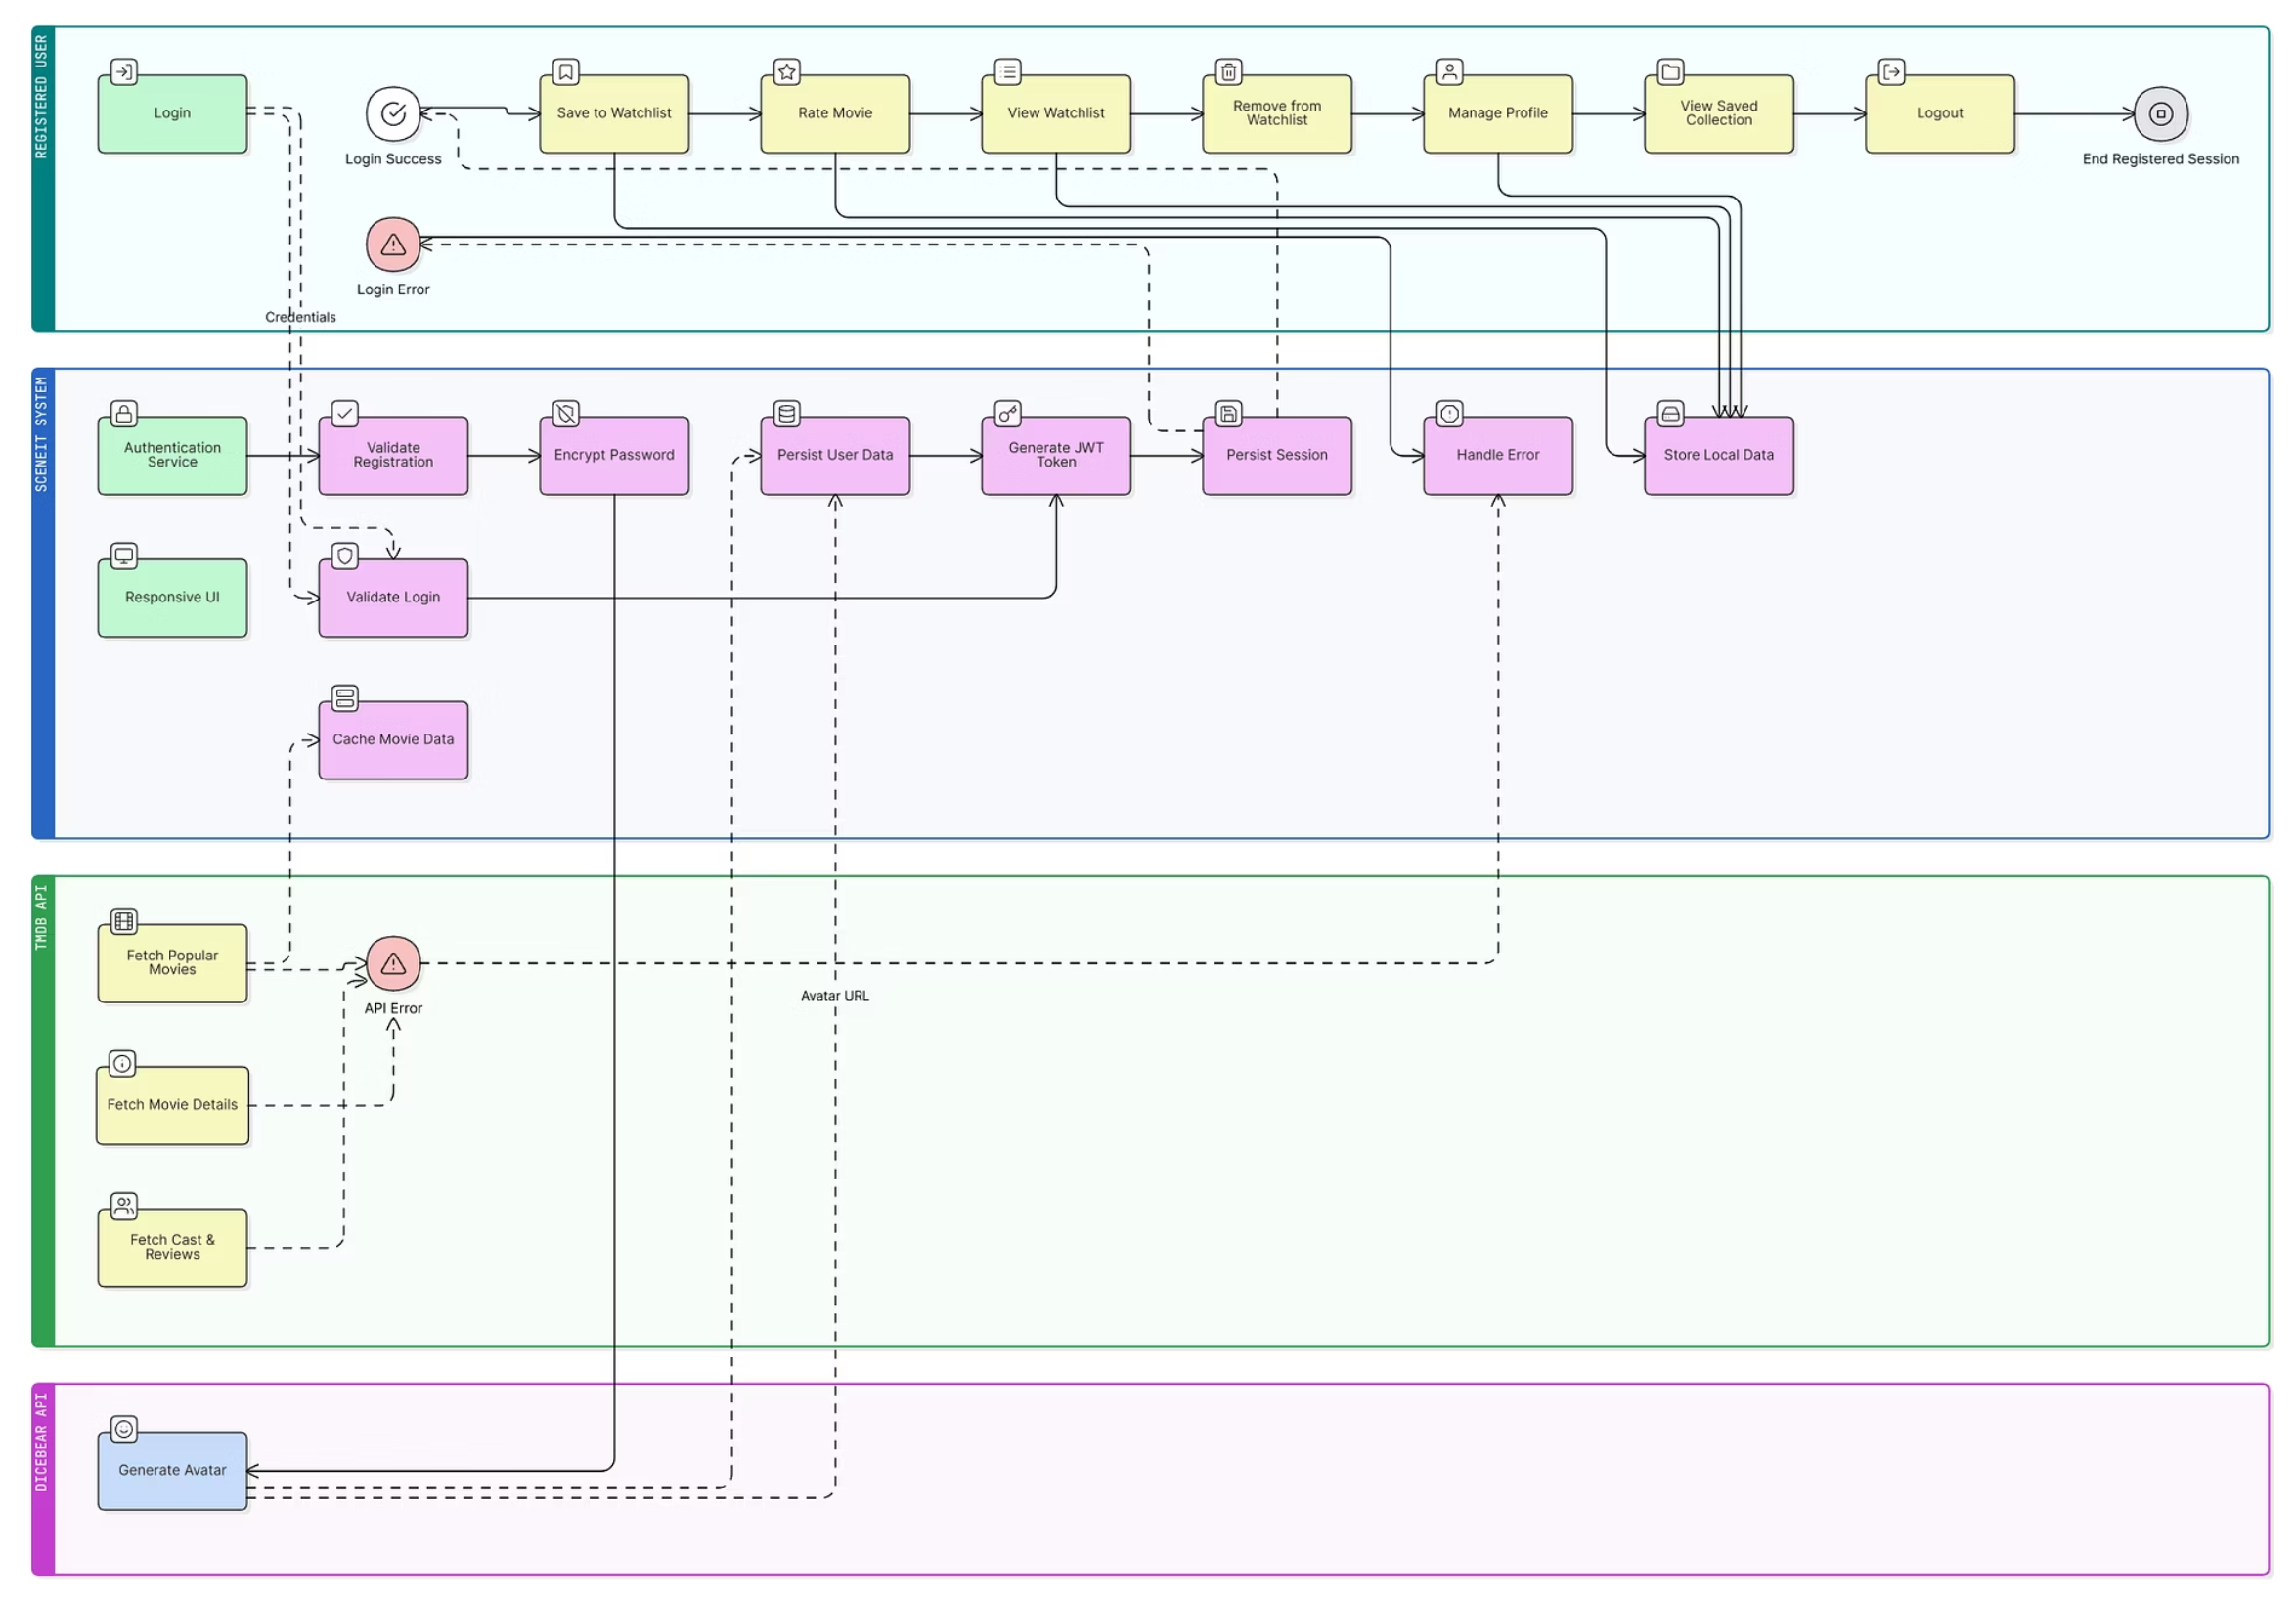 REGISTERED USER
Login
Login Success
Save to Watchlist
Rate Movie
View Watchlist
Remove from
Watchlist
Manage Profile
View Saved
Collection
Logout
End Registered Session
Login Error
Credentials
SCENEIT SYSTEM
Authentication
Service
Validate
Registration
Encrypt Password
Persist User Data
Generate JWT
Token
Persist Session
Handle Error
Store Local Data
Responsive UI
Validate Login
Cache Movie Data
TMDB API
Fetch Popular
Movies
API Error
Avatar URL
Fetch Movie Details
Fetch Cast &
Reviews
DICEBEAR API
Generate Avatar